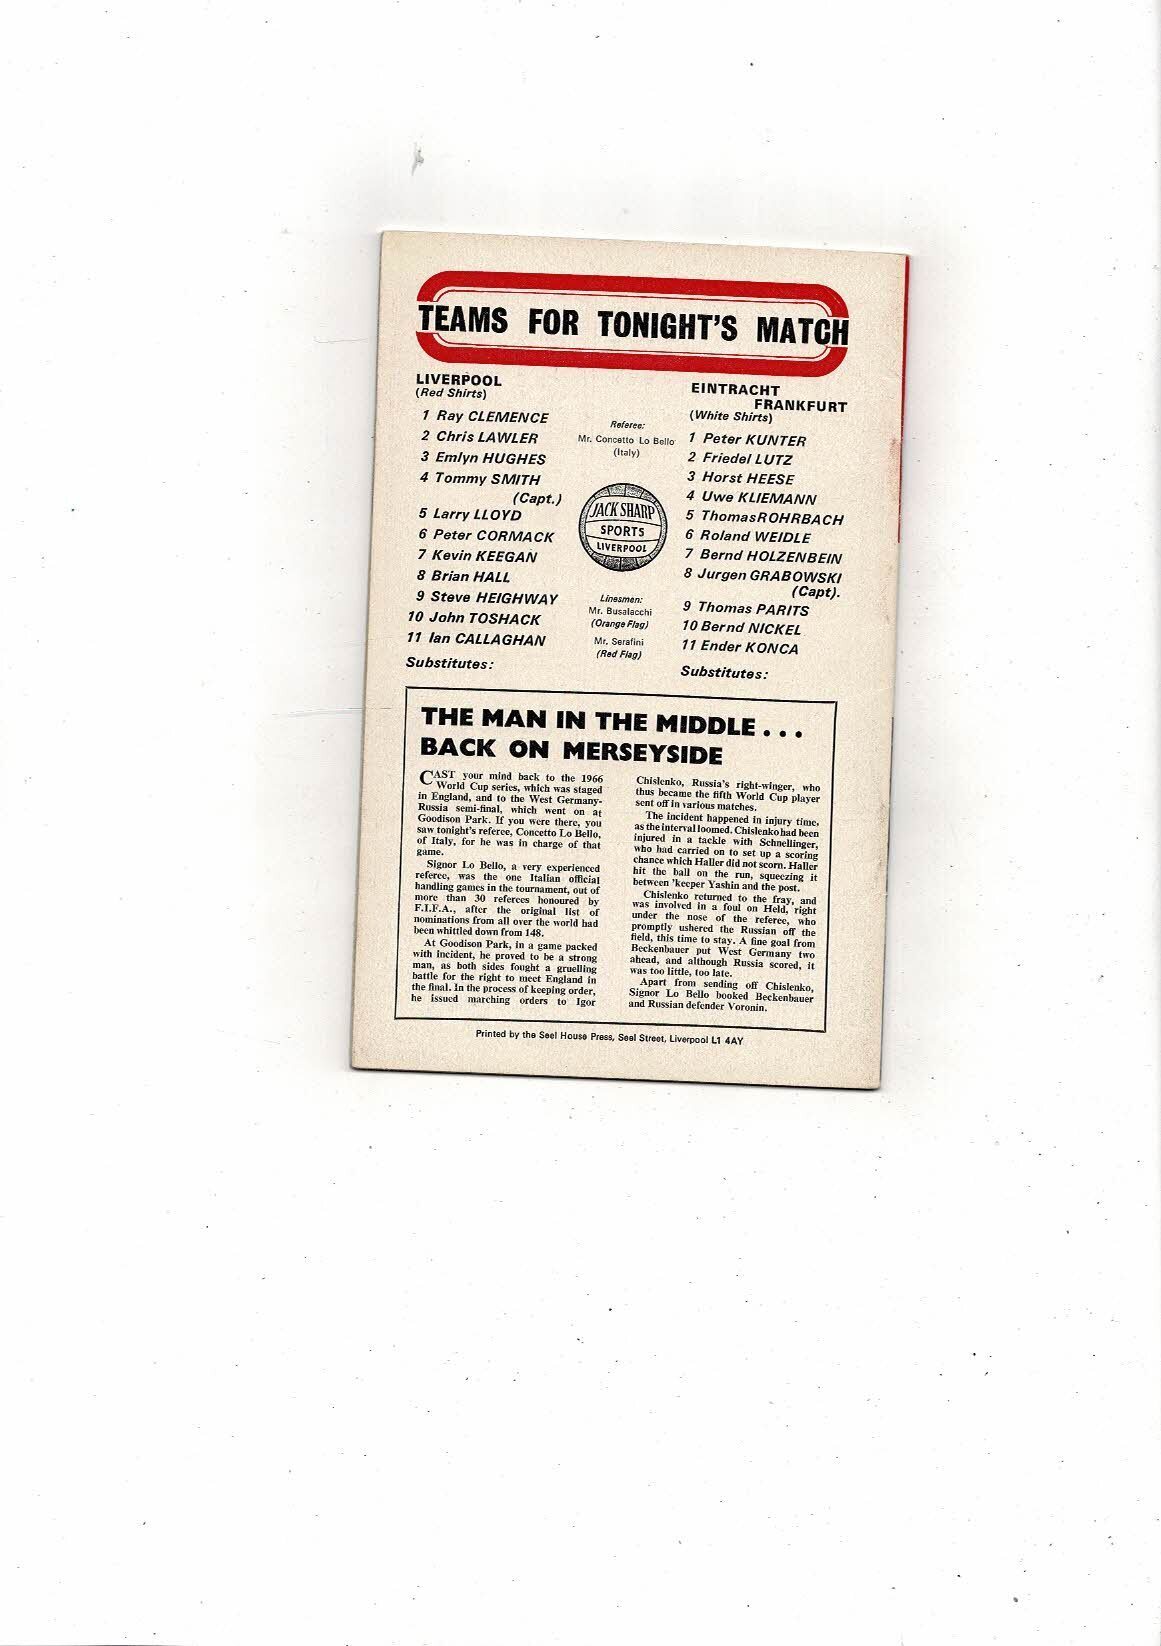 TEAMS FOR TONIGHT'S MATCH
LIVERPOOL
(Red Shirts)
1 Ray CLEMENCE
2 Chris LAWLER
3 Emlyn HUGHES
4 Tommy SMITH
(Capt.)
5 Larry LLOYD
6 Peter CORMACK
7 Kevin KEEGAN
8 Brian HALL
9 Steve HEIGHWAY
10 John TOSHACK
11 Ian CALLAGHAN
Substitutes:
Referee:
Mr. Concetto Lo Bello
(Italy)
JACK SHARP
SPORTS
LIVERPOOL
Linesmen:
Mr. Busalacchi
(Orange Flag)
Mr. Serafini
(Red Flag)
EINTRACHT
FRANKFURT
(White Shirts)
1 Peter KUNTER
2 Friedel LUTZ
3 Horst HEESE
4 Uwe KLIEMANN
5 Thomas ROHRBACH
6 Roland WEIDLE
7 Bernd HOLZENBEIN
8 Jurgen GRABOWSKI
(Capt).
9 Thomas PARITS
10 Bernd NICKEL
11 Ender KONCA
Substitutes:
THE MAN IN THE MIDDLE...
BACK ON MERSEYSIDE
CAST your mind back to the 1966
World Cup series, which was staged
in England, and to the West Germany-
Russia semi-final, which went on at
Goodison Park. If you were there, you
saw tonight's referee, Concetto Lo Bello,
of Italy, for he was in charge of that
game.
Signor Lo Bello, a very experienced
referee, was the one Italian official
handling games in the tournament, out of
more than 30 referees honoured by
F.I.F.A., after the original list of
nominations from all over the world had
been whittled down from 148.
At Goodison Park, in a game packed
with incident, he proved to be a strong
man, as both sides fought a gruelling
battle for the right to meet England in
the final. In the process of keeping order,
he issued marching orders to Igor
Chislenko, Russia's right-winger, who
thus became the fifth World Cup player
sent off in various matches.
The incident happened in injury time,
as the interval loomed. Chislenko had been
injured in a tackle with Schnellinger,
who had carried on to set up a scoring
chance which Haller did not scorn. Haller
hit the ball on the run, squeezing it
between 'keeper Yashin and the post.
Chislenko returned to the fray, and
was involved in a foul on Held, right
under the nose of the referee, who
promptly ushered the Russian off the
field, this time to stay. A fine goal from
Beckenbauer put West Germany two
ahead, and although Russia scored, it
was too little, too late.
Apart from sending off Chislenko,
Signor Lo Bello booked Beckenbauer
and Russian defender Voronin.
Printed by the Seel House Press, Seel Street, Liverpool L1 4AY